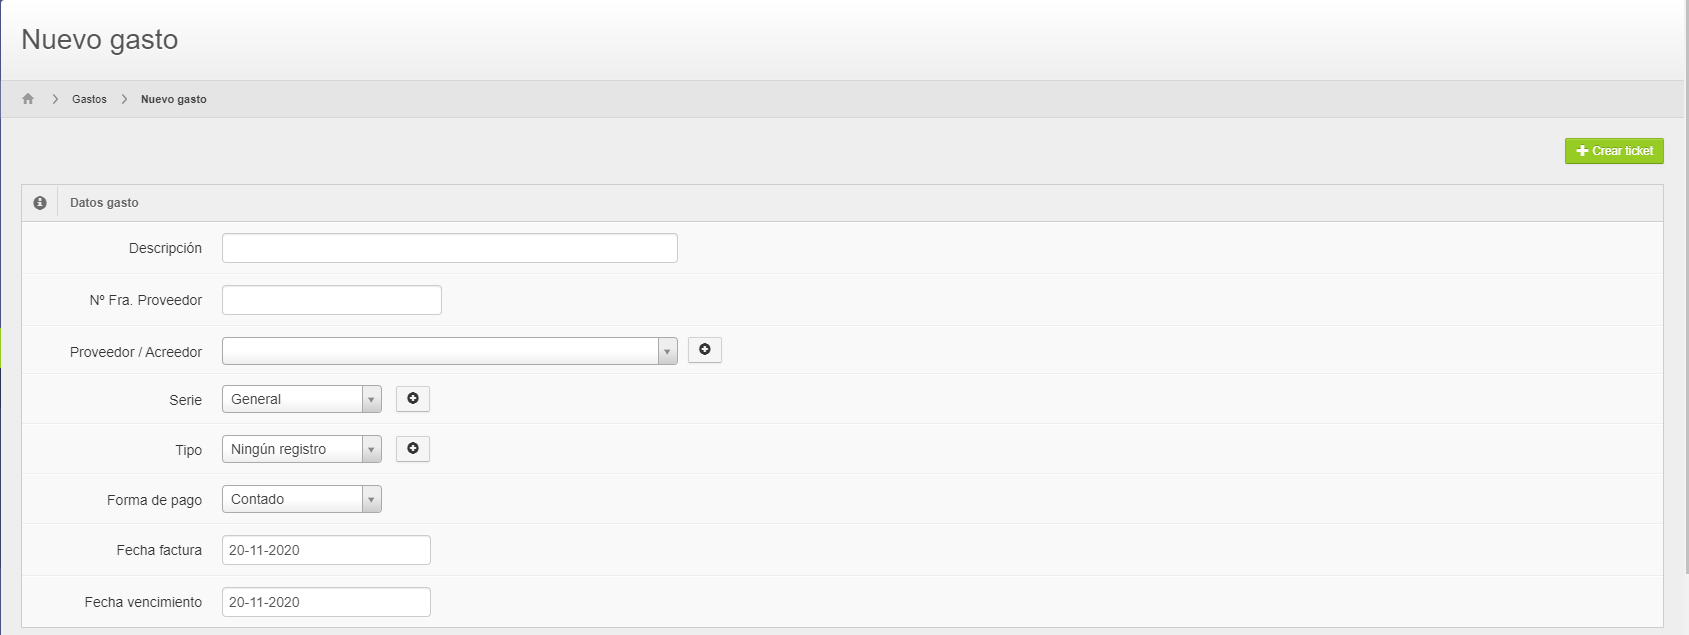 Nuevo gasto
Gastos Nuevo gasto
Crear ticket
Datos gasto
Descripción
Nº Fra. Proveedor
Proveedor / Acreedor
Serie General
Tipo Ningún registro
Forma de pago Contado
Fecha factura 20-11-2020
Fecha vencimiento 20-11-2020